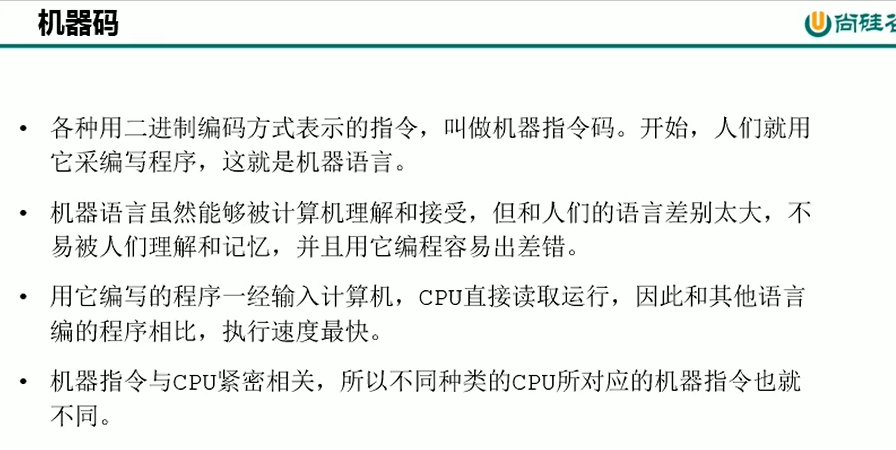 机器码
尚硅
• 各种用二进制编码方式表示的指令，叫做机器指令码。开始，人们就用
它采编写程序，这就是机器语言。
• 机器语言虽然能够被计算机理解和接受，但和人们的语言差别太大，不
易被人们理解和记忆，并且用它编程容易出差错。
• 用它编写的程序一经输入计算机，CPU直接读取运行，因此和其他语言
编的程序相比，执行速度最快。
• 机器指令与CPU紧密相关，所以不同种类的CPU所对应的机器指令也就
不同。